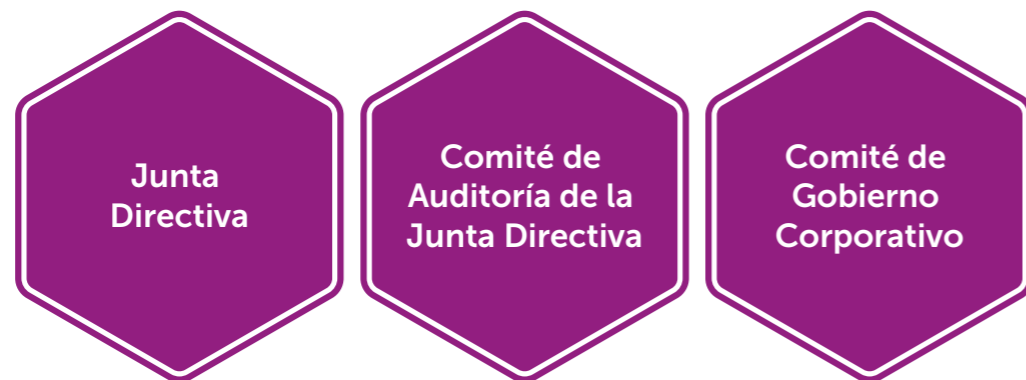 Junta
Directiva
Comité de
Auditoría de la
Junta Directiva
Comité de
Gobierno
Corporativo